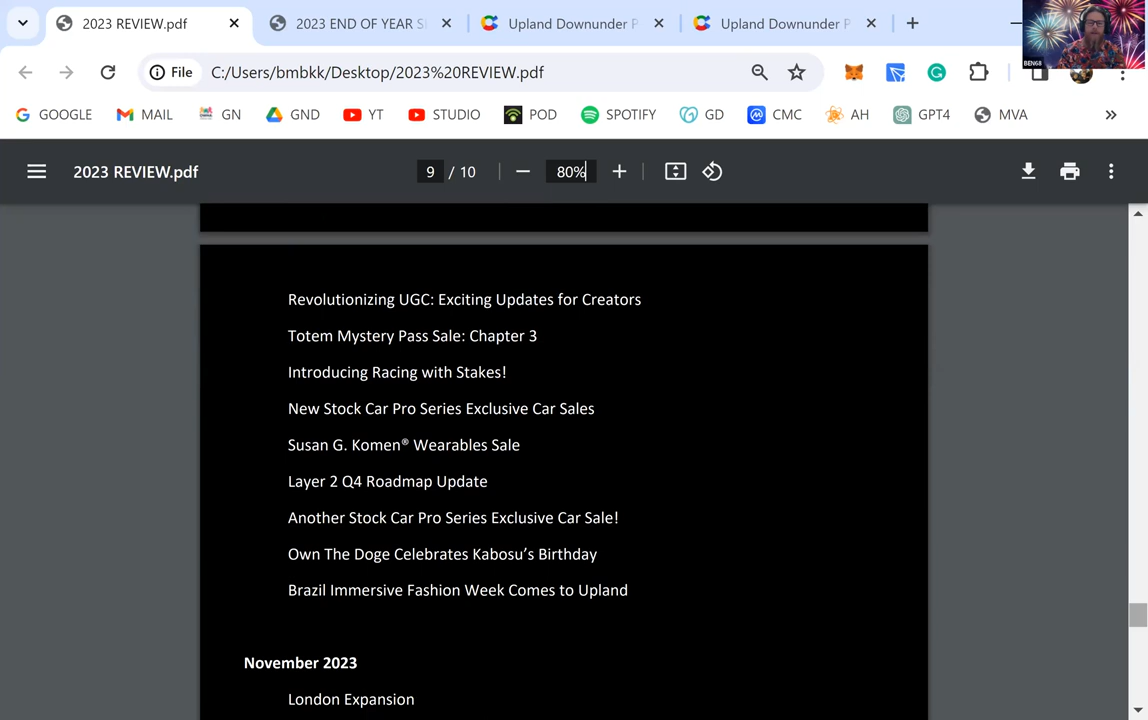 2023 REVIEW.pdf
2023 END OF YEAR S
Upland Downunder P
Upland Downunder P
File
C:/Users/bmbkk/Desktop/2023%20REVIEW.pdf
BEN68
GOOGLE
MAIL
GN
GND
YT
STUDIO
POD
SPOTIFY
GD
CMC
AH
GPT4
MVA
2023 REVIEW.pdf
9 / 10
80%
Revolutionizing UGC: Exciting Updates for Creators
Totem Mystery Pass Sale: Chapter 3
Introducing Racing with Stakes!
New Stock Car Pro Series Exclusive Car Sales
Susan G. Komen® Wearables Sale
Layer 2 Q4 Roadmap Update
Another Stock Car Pro Series Exclusive Car Sale!
Own The Doge Celebrates Kabosu’s Birthday
Brazil Immersive Fashion Week Comes to Upland
November 2023
London Expansion